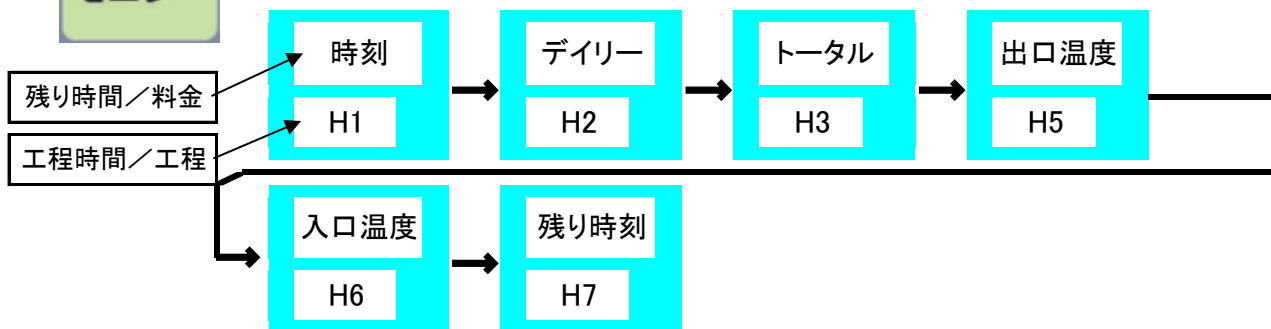 時刻
デイリー
トータル
出口温度
残り時間／料金
H1
H2
H3
H5
工程時間／工程
入口温度
残り時刻
H6
H7